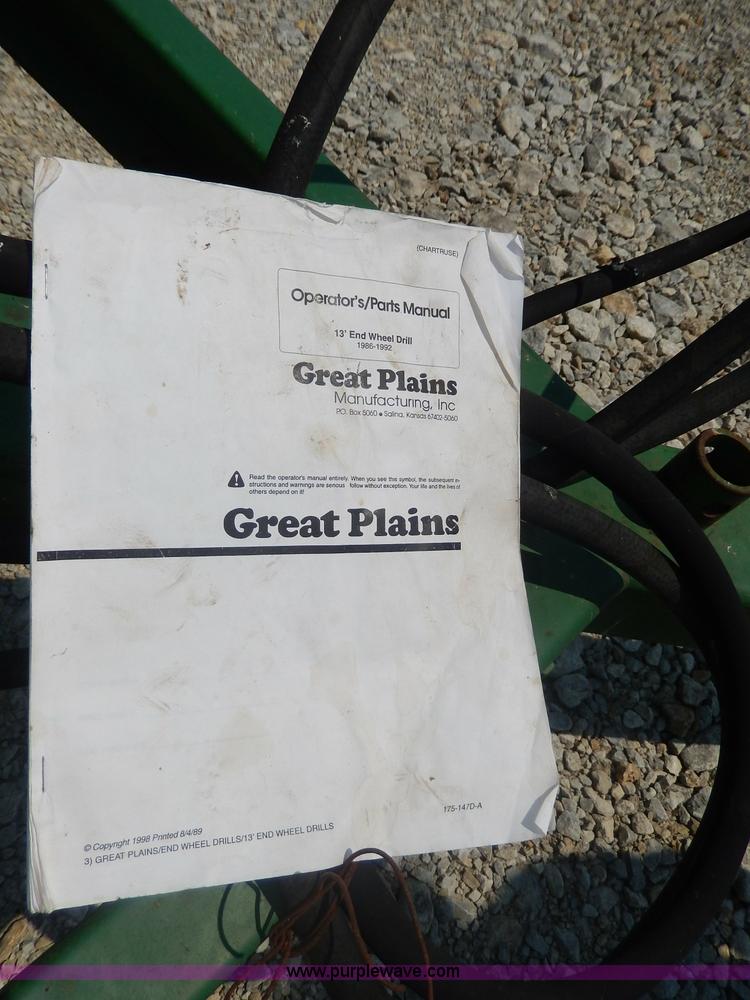 (CHARTRUSE)
Operator's/Parts Manual
13' End Wheel Drill
1986-1992
Great Plains
Manufacturing, Inc
P.O. Box 5060 • Salina, Kansas 67402-5060
Read the operator's manual entirely. When you see this symbol, the subsequent in-
structions and warnings are serious follow without exception. Your life and the lives of
others depend on it!
Great Plains
175-147D-A
© Copyright 1998 Printed 8/4/89
3) GREAT PLAINS/END WHEEL DRILLS/13' END WHEEL DRILLS
www.purplewave.com